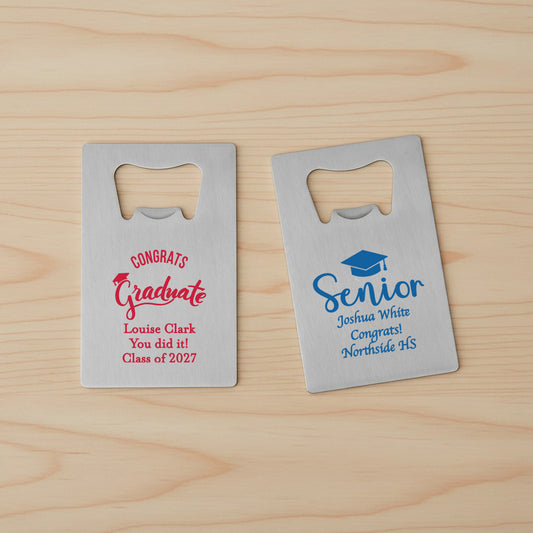 CONGRATS
Graduate
Louise Clark
You did it!
Class of 2027
Senior
Joshua White
Congrats!
Northside HS